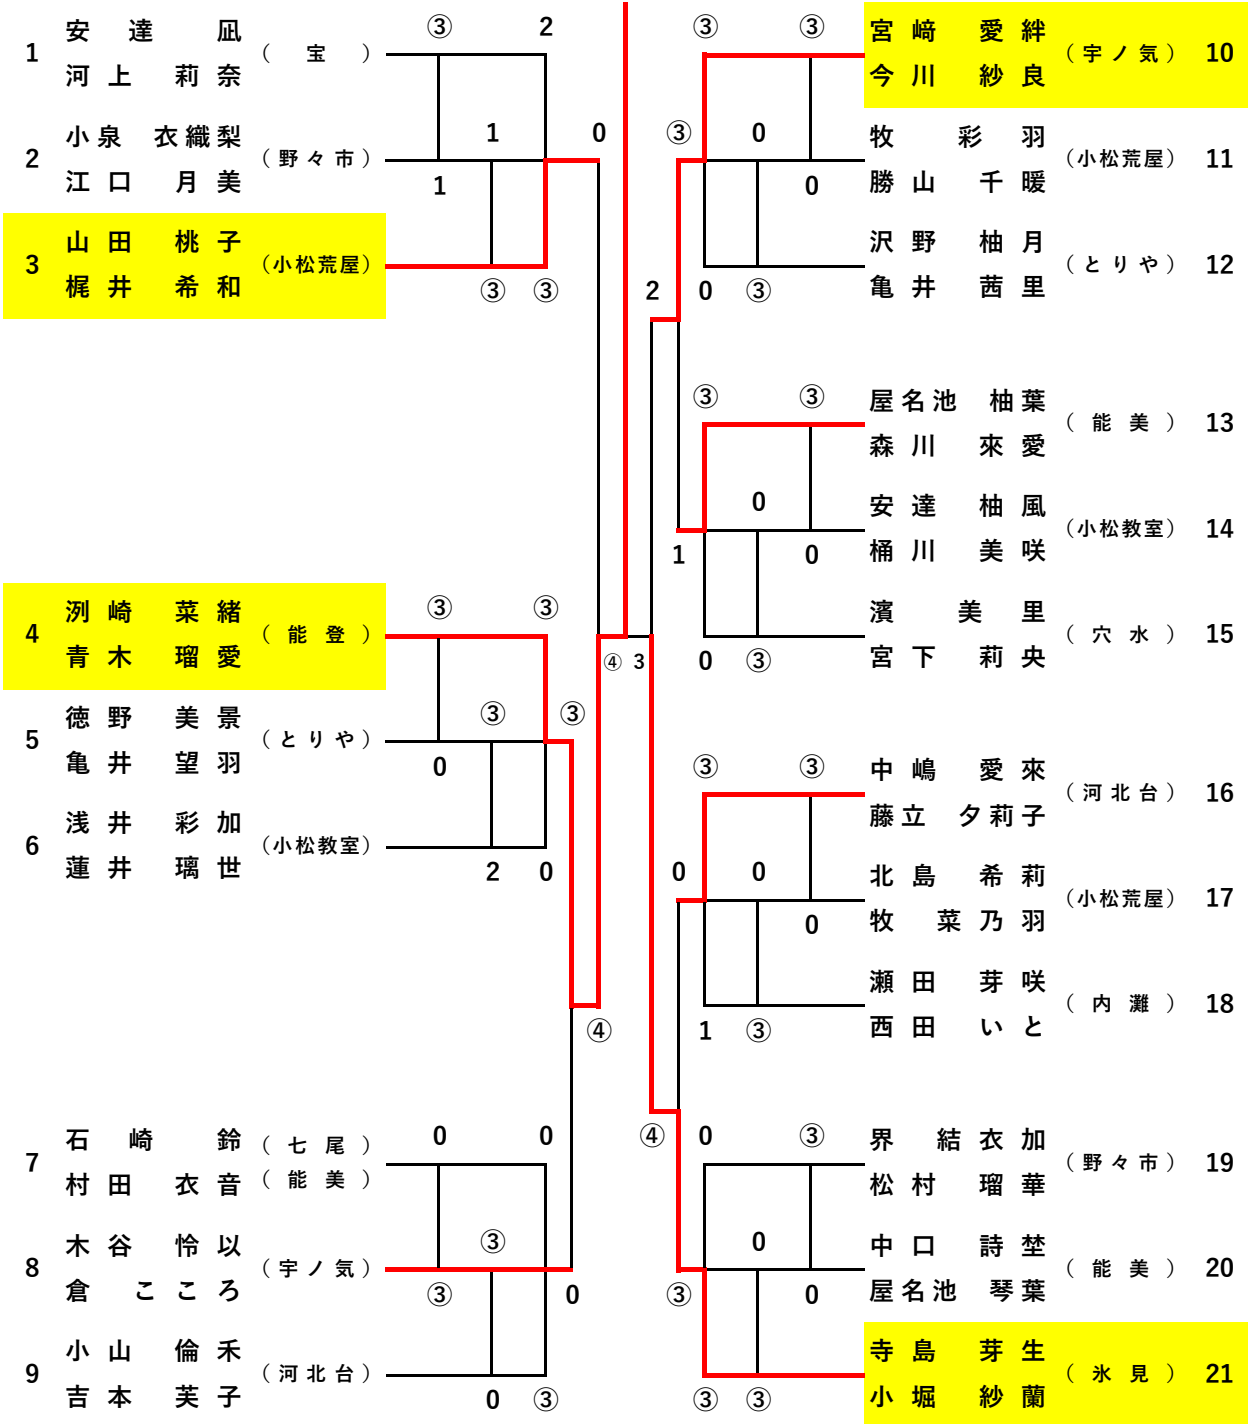 1 安達 凪 (宝) ③ 2
河上 莉奈
2 小泉 衣織梨 (野々市) 1 0
江口 月美 1
3 山田 桃子 (小松荒屋)
梶井 希和 ③ ③
4 洌崎 菜緒 (能登) ③ ③
青木 瑠愛
5 徳野 美景 (とりや) ③ ③
亀井 望羽 0
6 浅井 彩加 (小松教室)
蓮井 璃世 2 0
④
7 石崎 鈴 (七尾) 0 0
村田 衣音 (能美)
8 木谷 怜以 (宇ノ気) ③
倉 こころ ③ 0
9 小山 倫禾 (河北台)
吉本 芙子 0 ③
④ 3
③ ③ 宮﨑 愛絆 (宇ノ気) 10
今川 紗良
③ 0 牧 彩羽 (小松荒屋) 11
0 勝山 千暖
沢野 柚月 (とりや) 12
2 0 ③ 亀井 茜里
③ ③ 屋名池 柚葉 (能美) 13
森川 來愛
0 安達 柚風 (小松教室) 14
1 0 桶川 美咲
濱 美里 (穴水) 15
0 ③ 宮下 莉央
③ ③ 中嶋 愛來 (河北台) 16
藤立 夕莉子
0 0 北島 希莉 (小松荒屋) 17
0 牧 菜乃羽
瀬田 芽咲 (内灘) 18
1 ③ 西田 いと
④ 0 ③ 界 結衣加 (野々市) 19
松村 瑠華
0 中口 詩埜 (能美) 20
③ 0 屋名池 琴葉
寺島 芽生 (氷見) 21
③ ③ 小堀 紗蘭